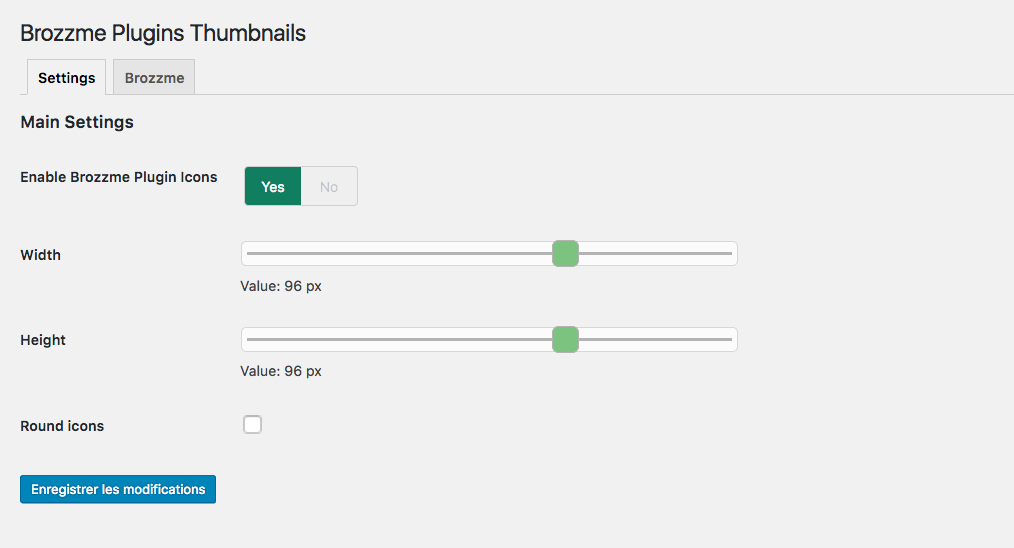 Brozzme Plugins Thumbnails
Settings Brozzme
Main Settings
Enable Brozzme Plugin Icons Yes No
Width
Value: 96 px
Height
Value: 96 px
Round icons
Enregistrer les modifications